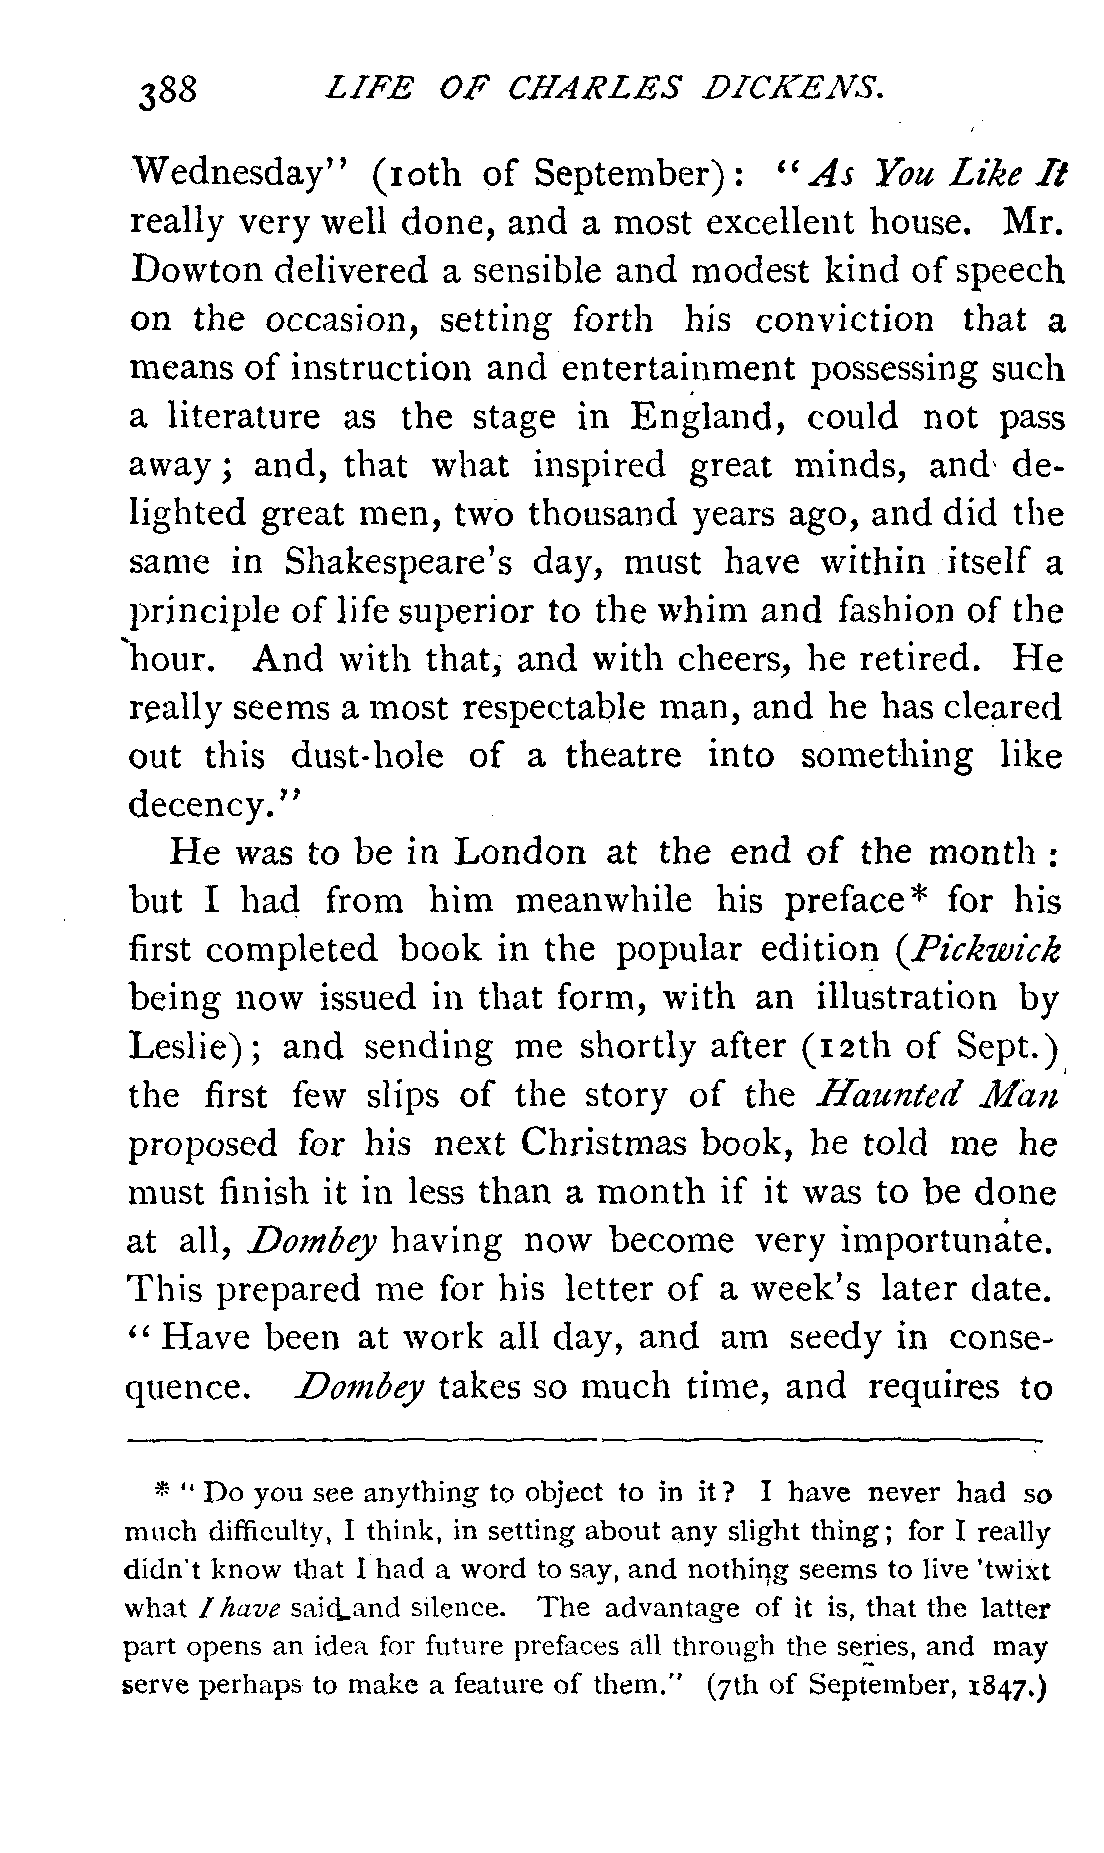 388 LIFE OF CHARLES DICKENS.
Wednesday" (10th of September): "As You Like It
really very well done, and a most excellent house. Mr.
Dowton delivered a sensible and modest kind of speech
on the occasion, setting forth his conviction that a
means of instruction and entertainment possessing such
a literature as the stage in England, could not pass
away; and, that what inspired great minds, and de-
lighted great men, two thousand years ago, and did the
same in Shakespeare's day, must have within itself a
principle of life superior to the whim and fashion of the
hour. And with that, and with cheers, he retired. He
really seems a most respectable man, and he has cleared
out this dust-hole of a theatre into something like
decency."
He was to be in London at the end of the month:
but I had from him meanwhile his preface* for his
first completed book in the popular edition (Pickwick
being now issued in that form, with an illustration by
Leslie); and sending me shortly after (12th of Sept.)
the first few slips of the story of the Haunted Man
proposed for his next Christmas book, he told me he
must finish it in less than a month if it was to be done
at all, Dombey having now become very importunate.
This prepared me for his letter of a week's later date.
"Have been at work all day, and am seedy in conse-
quence. Dombey takes so much time, and requires to
* "Do you see anything to object to in it? I have never had so
much difficulty, I think, in setting about any slight thing; for I really
didn't know that I had a word to say, and nothing seems to live 'twixt
what I have said and silence. The advantage of it is, that the latter
part opens an idea for future prefaces all through the series, and may
serve perhaps to make a feature of them." (7th of September, 1847.)